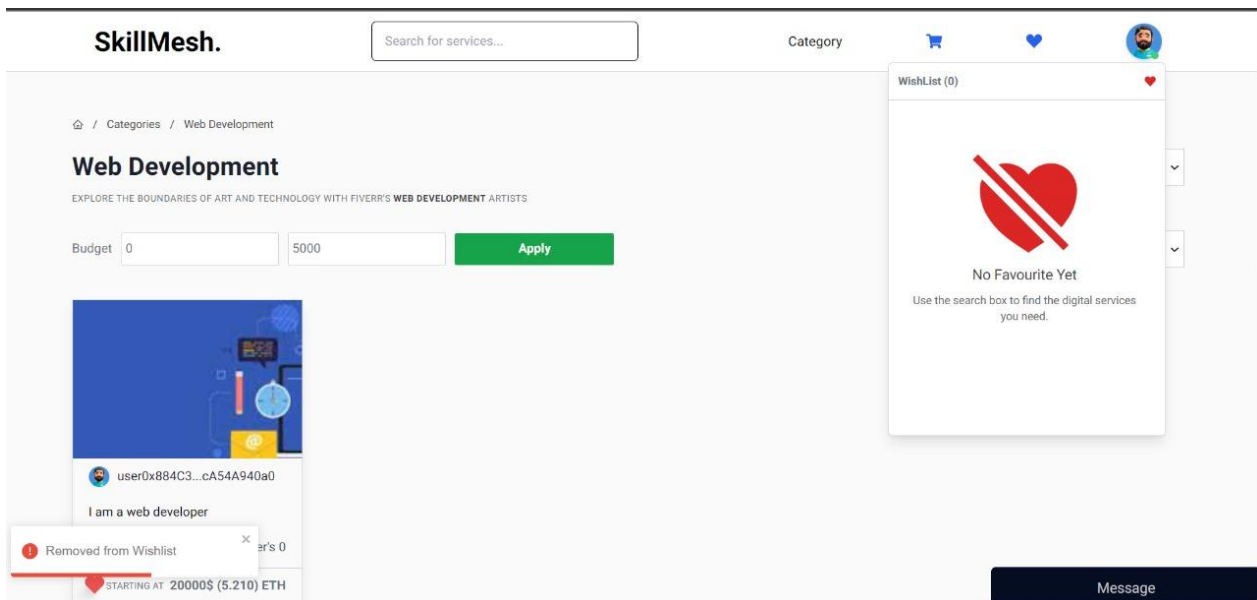 SkillMesh.
Search for services...
Category
WishList (0)
/ Categories / Web Development
Web Development
EXPLORE THE BOUNDARIES OF ART AND TECHNOLOGY WITH FIVERR'S WEB DEVELOPMENT ARTISTS
Budget 0 5000 Apply
No Favourite Yet
Use the search box to find the digital services
you need.
@
user0x884C3...cA54A940a0
I am a web developer
er's 0
Removed from Wishlist
STARTING AT 20000$ (5.210) ETH
Message